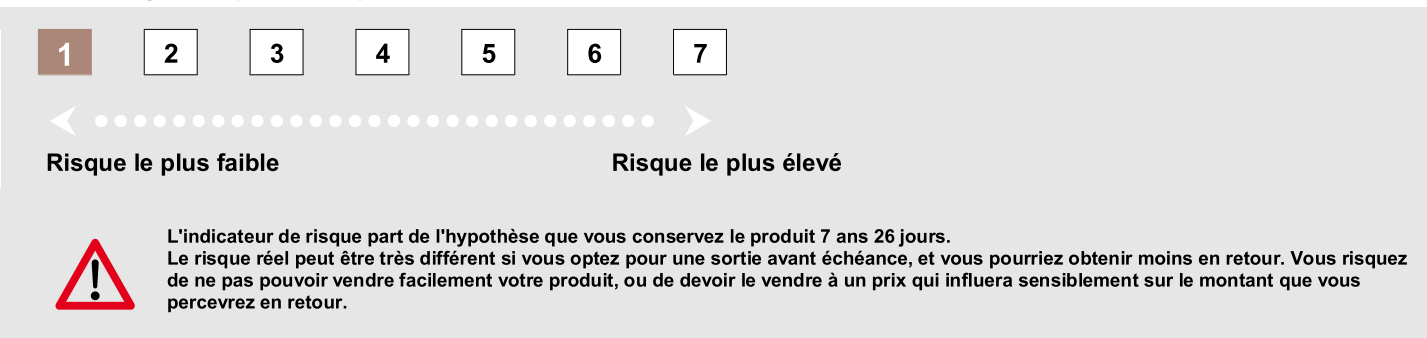 1 2 3 4 5 6 7
Risque le plus faible Risque le plus élevé
L'indicateur de risque part de l'hypothèse que vous conservez le produit 7 ans 26 jours.
Le risque réel peut être très différent si vous optez pour une sortie avant échéance, et vous pourriez obtenir moins en retour. Vous risquez
de ne pas pouvoir vendre facilement votre produit, ou de devoir le vendre à un prix qui influera sensiblement sur le montant que vous
percevrez en retour.